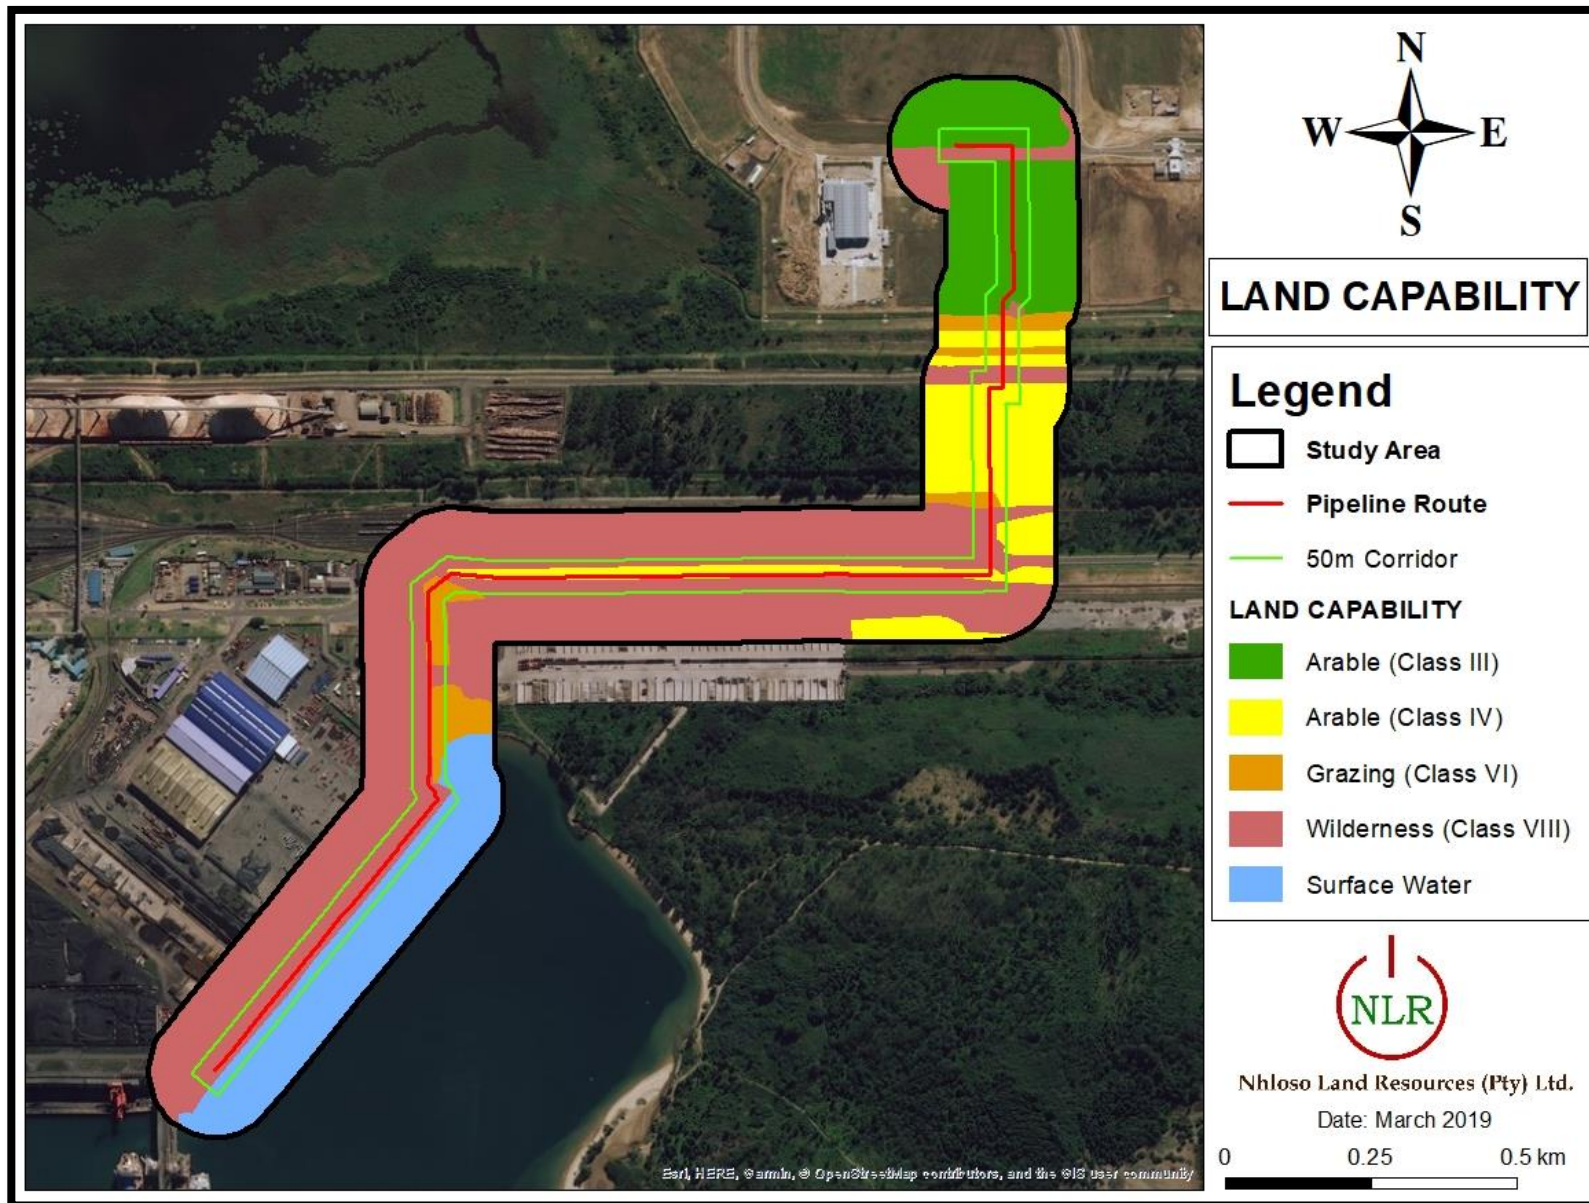 N
W E
S
LAND CAPABILITY
Legend
Study Area
Pipeline Route
50m Corridor
LAND CAPABILITY
Arable (Class III)
Arable (Class IV)
Grazing (Class VI)
Wilderness (Class VIII)
Surface Water
NLR
Nhloso Land Resources (Pty) Ltd.
Date: March 2019
0 0.25 0.5 km
Esri, HERE, Garmin, © OpenStreetMap contributors, and the GIS user community